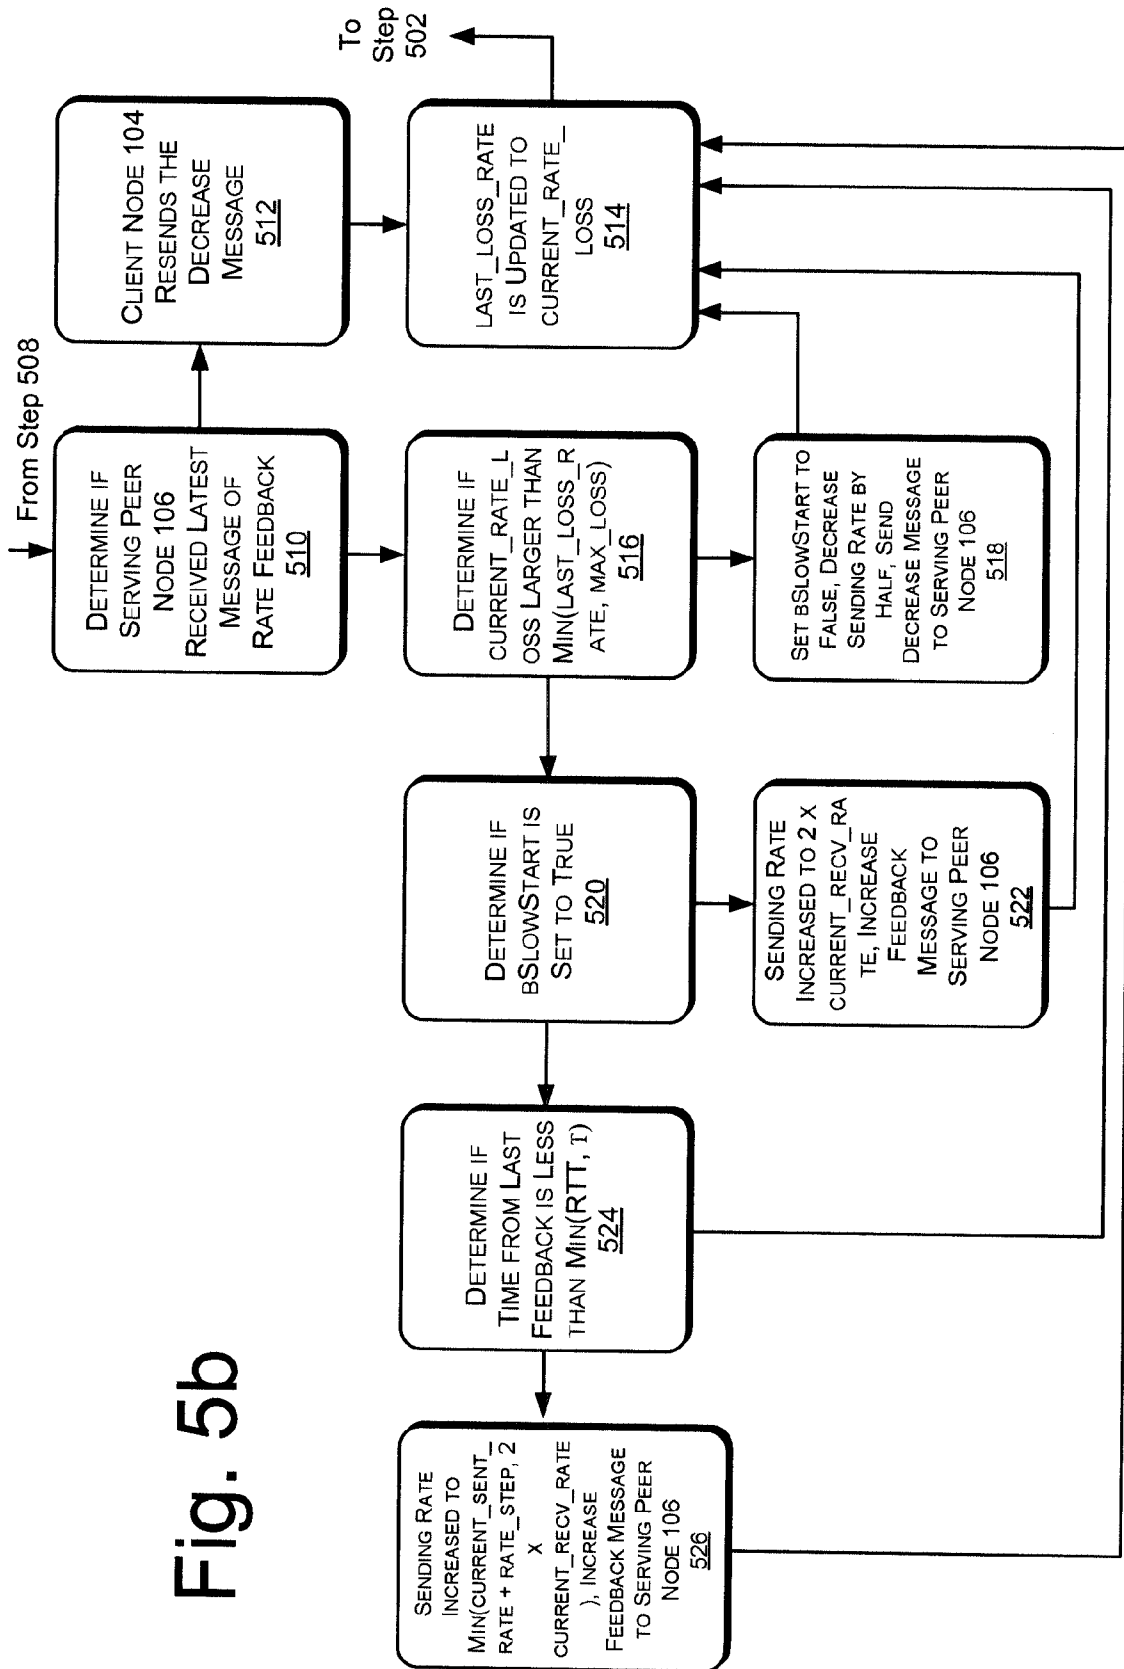 From Step 508
DETERMINE IF
SERVING PEER
NODE 106
RECEIVED LATEST
MESSAGE OF
RATE FEEDBACK
510
CLIENT NODE 104
RESENDS THE
DECREASE
MESSAGE
512
To
Step
502
LAST_LOSS_RATE
IS UPDATED TO
CURRENT_RATE_
LOSS
514
DETERMINE IF
CURRENT_RATE_L
OSS LARGER THAN
MIN(LAST_LOSS_R
ATE, MAX_LOSS)
516
SET BSLOWSTART TO
FALSE, DECREASE
SENDING RATE BY
HALF, SEND
DECREASE MESSAGE
TO SERVING PEER
NODE 106
518
DETERMINE IF
BSLOWSTART IS
SET TO TRUE
520
SENDING RATE
INCREASED TO 2 X
CURRENT_RECV_RA
TE, INCREASE
FEEDBACK
MESSAGE TO
SERVING PEER
NODE 106
522
DETERMINE IF
TIME FROM LAST
FEEDBACK IS LESS
THAN MIN(RTT, T)
524
SENDING RATE
INCREASED TO
MIN(CURRENT_SENT_
RATE + RATE_STEP, 2
X
CURRENT_RECV_RATE
), INCREASE
FEEDBACK MESSAGE
TO SERVING PEER
NODE 106
526
Fig. 5b